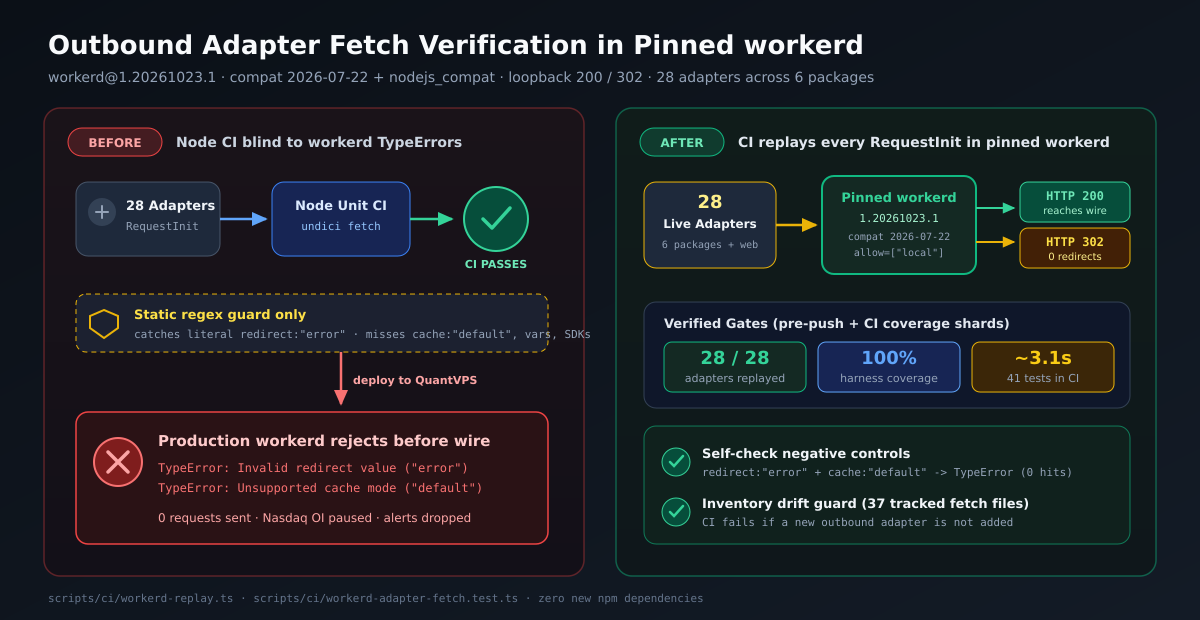 Outbound Adapter Fetch Verification in Pinned workerd
workerd@1.20261023.1 · compat 2026-07-22 + nodejs_compat · loopback 200 / 302 · 28 adapters across 6 packages
BEFORE
Node CI blind to workerd TypeErrors
28 Adapters
RequestInit
Node Unit CI
undici fetch
CI PASSES
Static regex guard only
catches literal redirect:"error" · misses cache:"default", vars, SDKs
deploy to QuantVPS
Production workerd rejects before wire
TypeError: Invalid redirect value ("error")
TypeError: Unsupported cache mode ("default")
0 requests sent · Nasdaq OI paused · alerts dropped
AFTER
CI replays every RequestInit in pinned workerd
28
Live Adapters
6 packages + web
Pinned workerd
1.20261023.1
compat 2026-07-22
allow=["local"]
HTTP 200
reaches wire
HTTP 302
0 redirects
Verified Gates (pre-push + CI coverage shards)
28 / 28
adapters replayed
100%
harness coverage
~3.1s
41 tests in CI
Self-check negative controls
redirect:"error" + cache:"default" -> TypeError (0 hits)
Inventory drift guard (37 tracked fetch files)
CI fails if a new outbound adapter is not added
scripts/ci/workerd-replay.ts · scripts/ci/workerd-adapter-fetch.test.ts · zero new npm dependencies